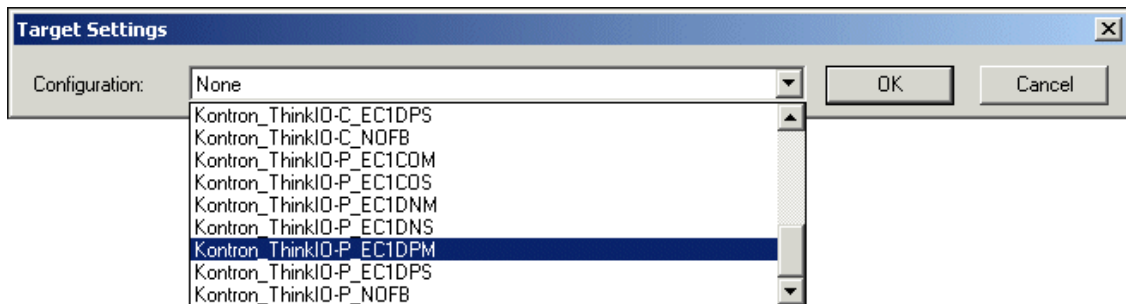 Target Settings
Configuration: None OK Cancel
Kontron_ThinkIO-C_EC1DPS
Kontron_ThinkIO-C_NOFB
Kontron_ThinkIO-P_EC1COM
Kontron_ThinkIO-P_EC1COS
Kontron_ThinkIO-P_EC1DNM
Kontron_ThinkIO-P_EC1DNS
Kontron_ThinkIO-P_EC1DPM
Kontron_ThinkIO-P_EC1DPS
Kontron_ThinkIO-P_NOFB